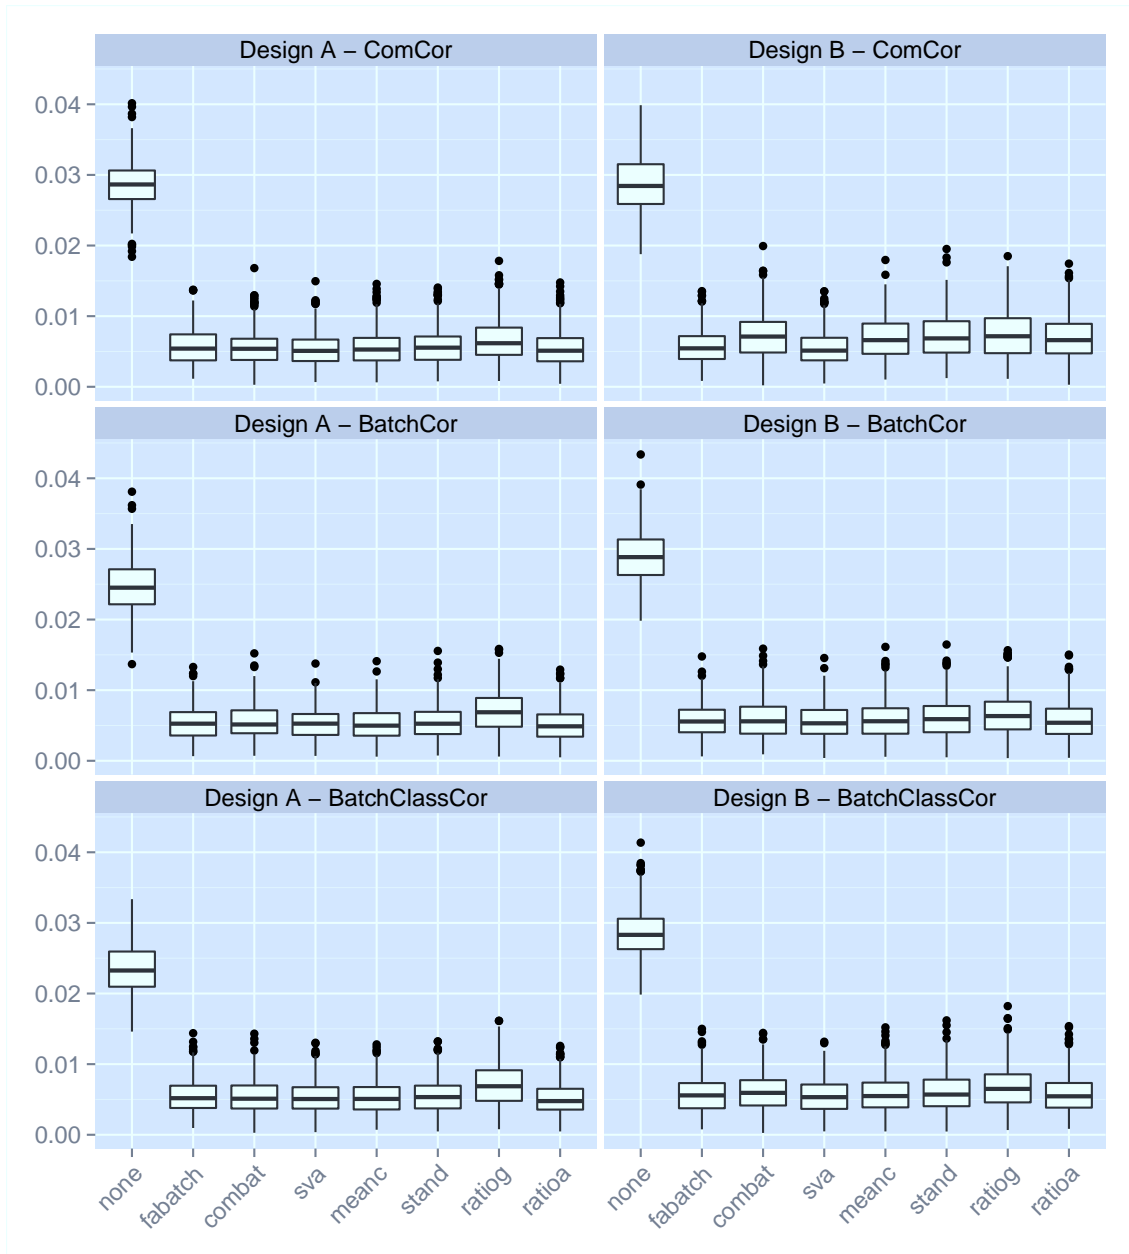 Design A – ComCor
Design B – ComCor
0.04
0.03
0.02
0.01
0.00
Design A – BatchCor
Design B – BatchCor
0.04
0.03
0.02
0.01
0.00
Design A – BatchClassCor
Design B – BatchClassCor
0.04
0.03
0.02
0.01
0.00
none fabatch combat sva meanc stand ratiog ratioa none fabatch combat sva meanc stand ratiog ratioa